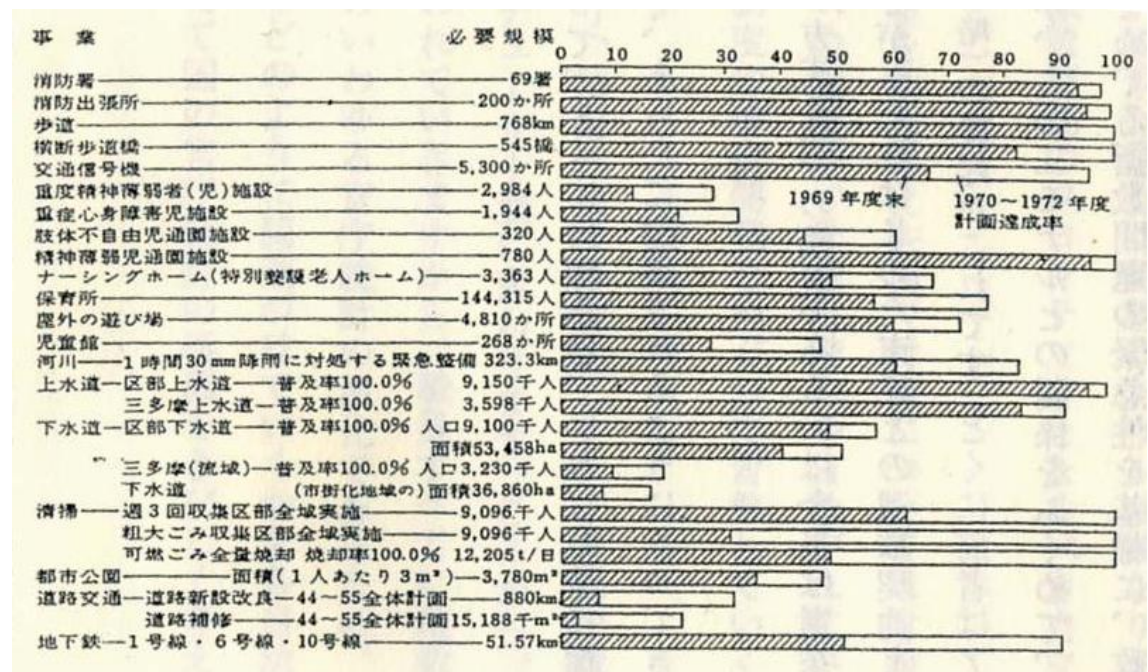 事業 必要規模
0 10 20 30 40 50 60 70 80 90 100
消防署 69署
消防出張所 200か所
歩道 768km
横断歩道橋 545橋
交通信号機 5,300か所
重度精神薄弱者(児)施設 2,984人
1969年度末
1970～1972年度
計画達成率
重症心身障害児施設 1,944人
肢体不自由児通園施設 320人
精神薄弱児通園施設 780人
ナーシングホーム(特別養護老人ホーム) 3,363人
保育所 144,315人
屋外の遊び場 4,810か所
児童館 268か所
河川―1時間30mm降雨に対処する緊急整備 323.3km
上水道―区部上水道―普及率100.0% 9,150千人
三多摩上水道―普及率100.0% 3,598千人
下水道―区部下水道―普及率100.0% 人口9,100千人
面積53,458ha
三多摩(流域)―普及率100.0% 人口3,230千人
下水道 (市街化地域の)面積36,860ha
清掃―週3回収集区部全域実施 9,096千人
粗大ごみ収集区部全域実施 9,096千人
可燃ごみ全量焼却 焼却率100.0% 12,205t/日
都市公園―面積(1人あたり3m²)―3,780m²
道路交通―道路新設改良―44～55全体計画 880km
道路補修―44～55全体計画15,188千m²
地下鉄―1号線・6号線・10号線 51.57km